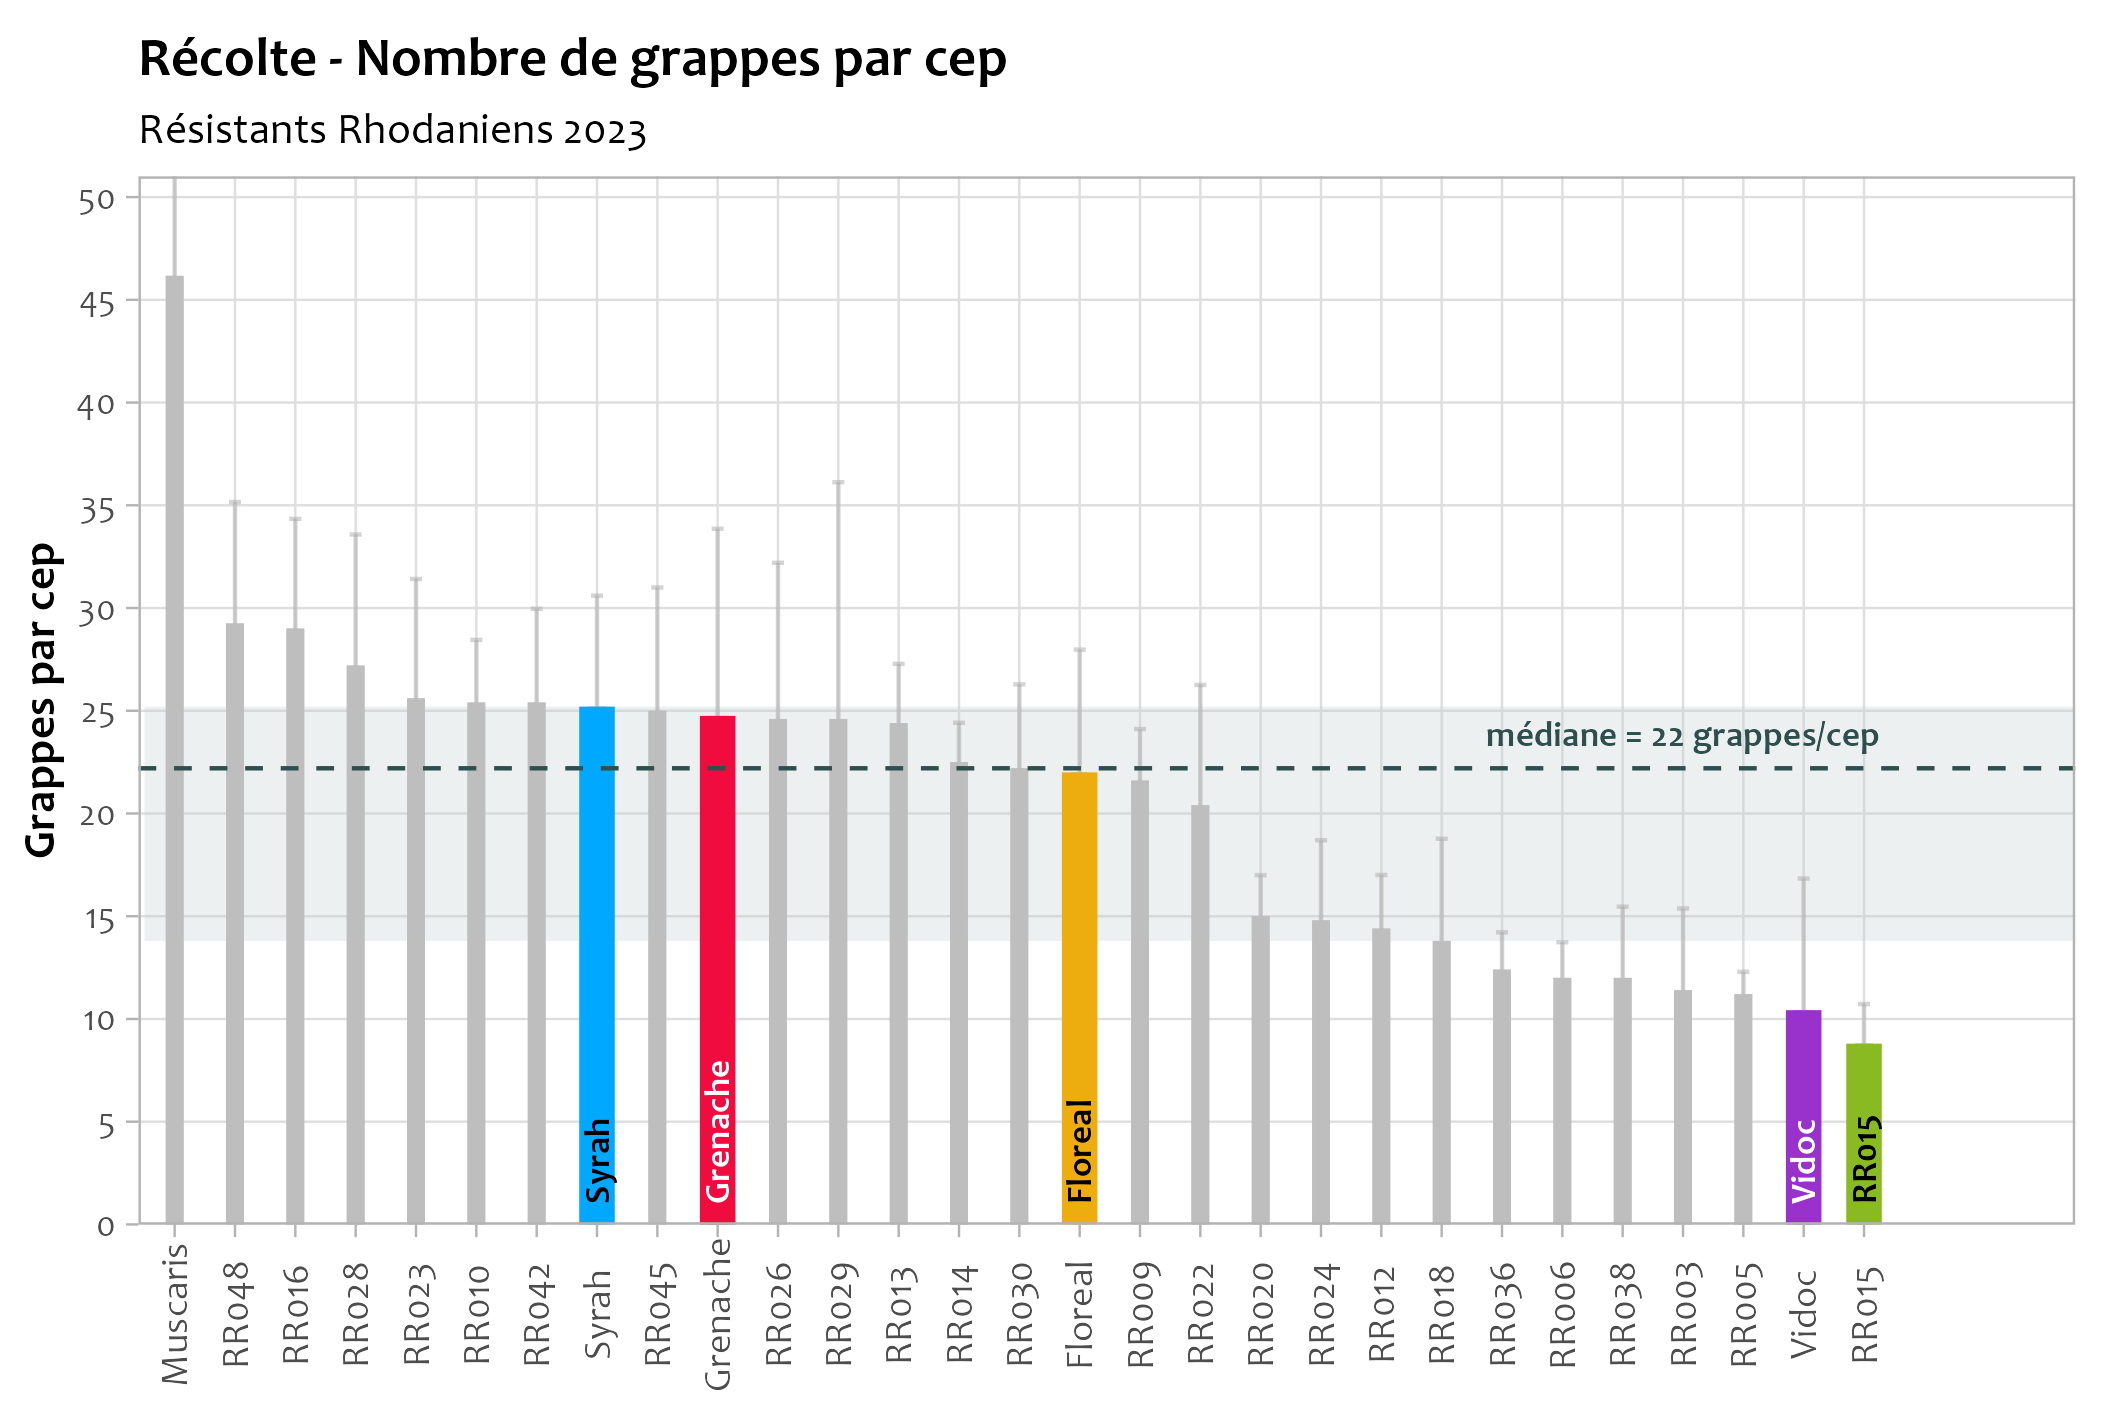 Récolte - Nombre de grappes par cep
Résistants Rhodaniens 2023
Grappes par cep
50
45
40
35
30
25
20
15
10
5
0
médiane = 22 grappes/cep
Syrah
Grenache
Floreal
Vidoc
RR015
Muscaris
RR048
RR016
RR028
RR023
RR010
RR042
Syrah
RR045
Grenache
RR026
RR029
RR013
RR014
RR030
Floreal
RR009
RR022
RR020
RR024
RR012
RR018
RR036
RR006
RR038
RR003
RR005
Vidoc
RR015